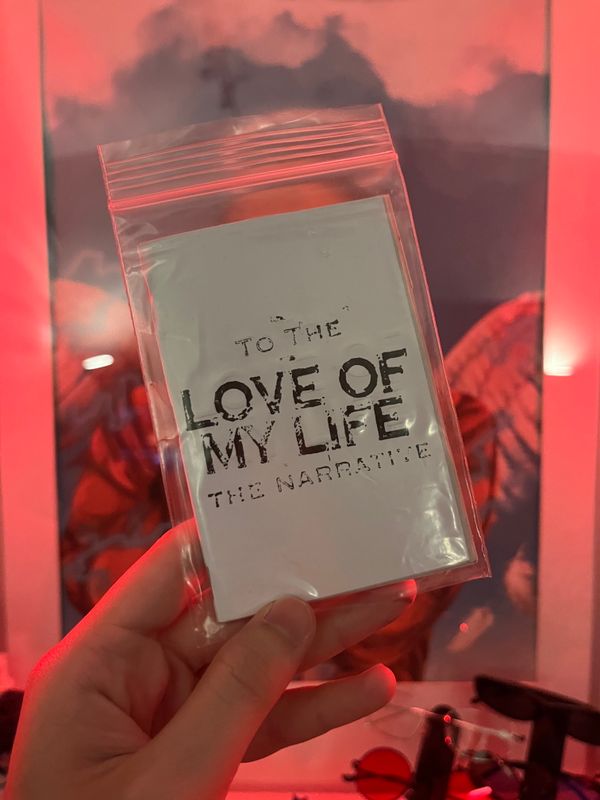 TO THE
LOVE OF
MY LIFE
THE NARRATIVE